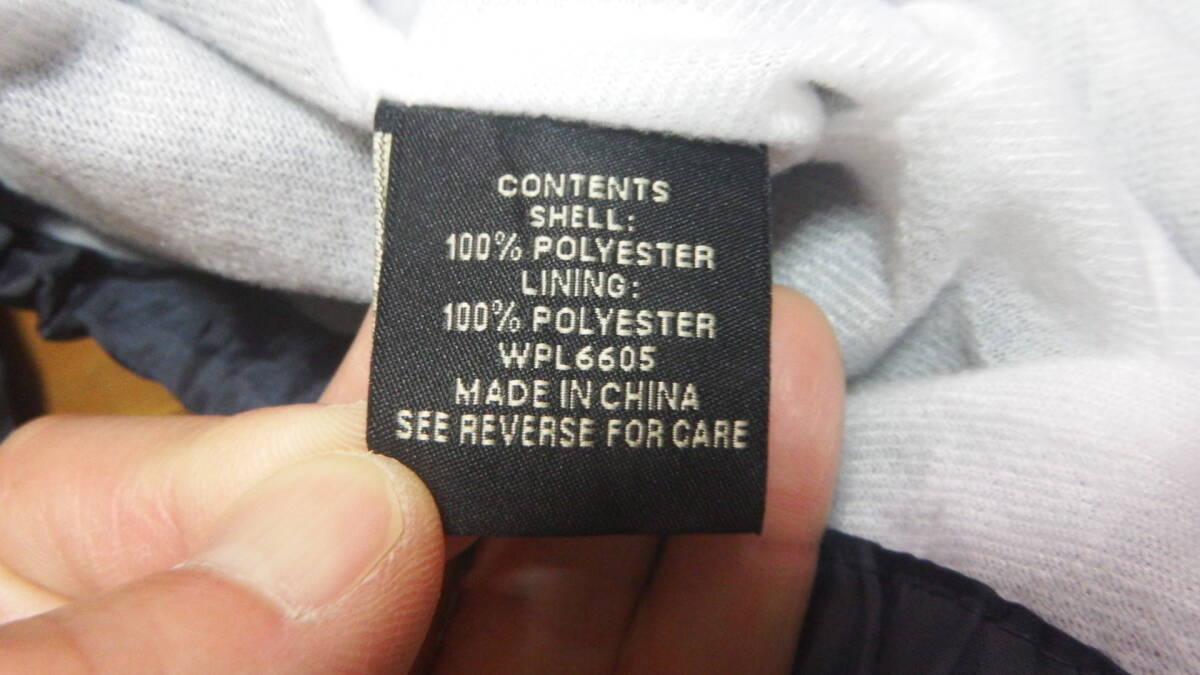 CONTENTS
SHELL:
100% POLYESTER
LINING:
100% POLYESTER
WPL6605
MADE IN CHINA
SEE REVERSE FOR CARE